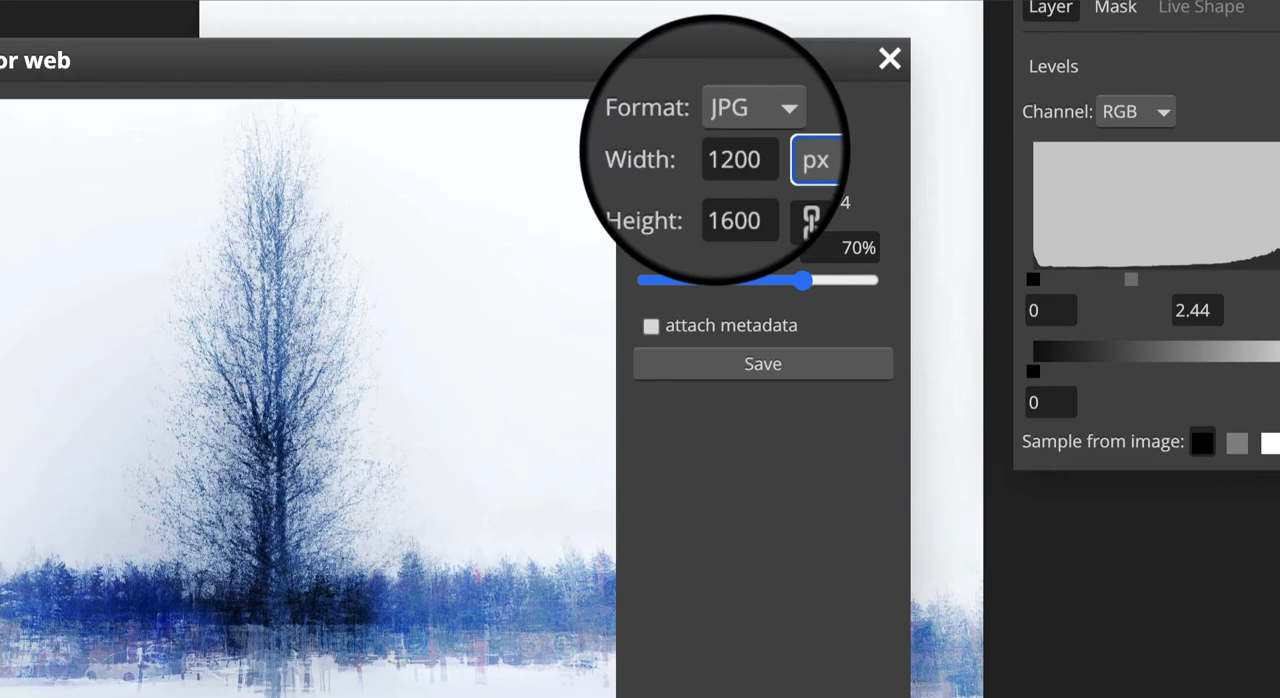 or web
Format: JPG
Width: 1200 px
Height: 1600
4
70%
attach metadata
Save
Layer Mask Live Shape
Levels
Channel: RGB
0 2.44
0
Sample from image: